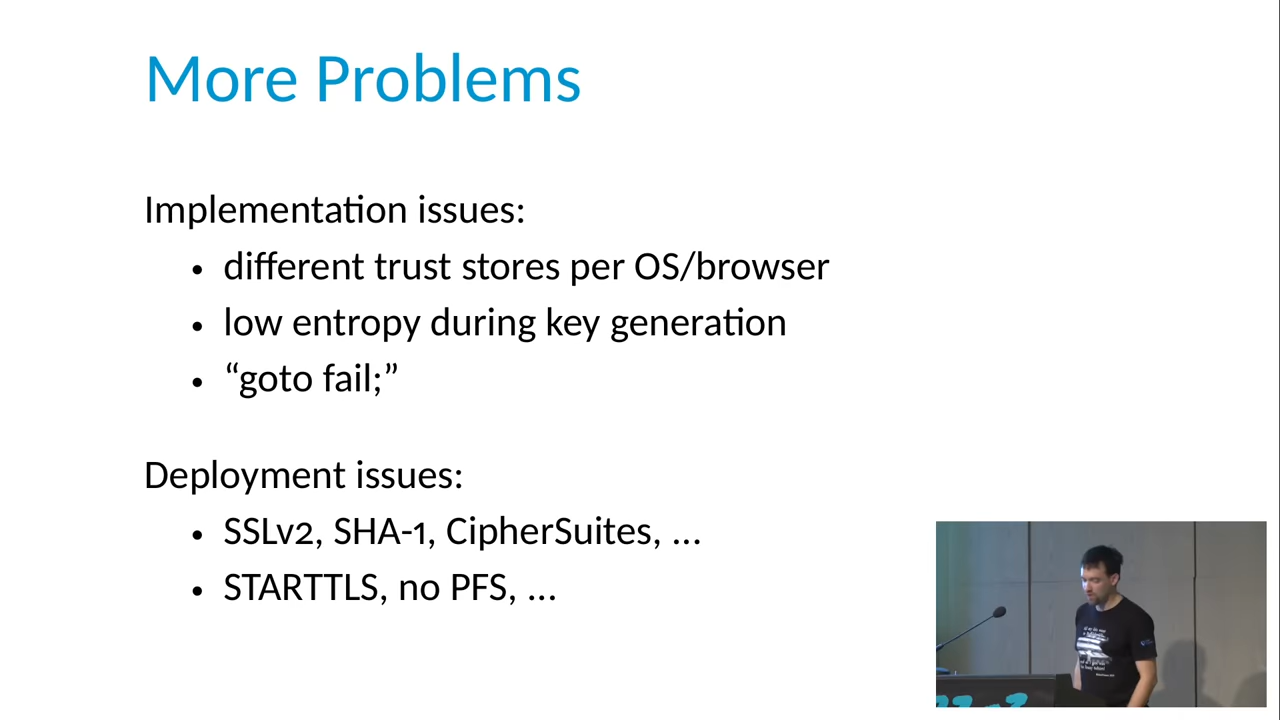 More Problems
Implementation issues:
• different trust stores per OS/browser
• low entropy during key generation
• “goto fail;”
Deployment issues:
• SSLv2, SHA-1, CipherSuites, ...
• STARTTLS, no PFS, ...